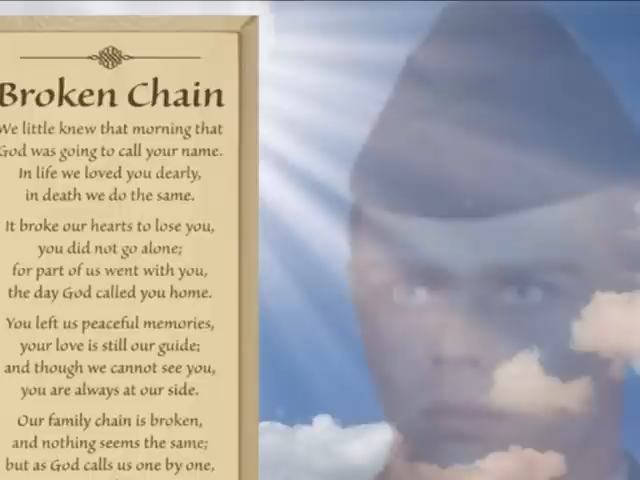 Broken Chain
We little knew that morning that
God was going to call your name.
In life we loved you dearly,
in death we do the same.
It broke our hearts to lose you,
you did not go alone;
for part of us went with you,
the day God called you home.
You left us peaceful memories,
your love is still our guide;
and though we cannot see you,
you are always at our side.
Our family chain is broken,
and nothing seems the same;
but as God calls us one by one,